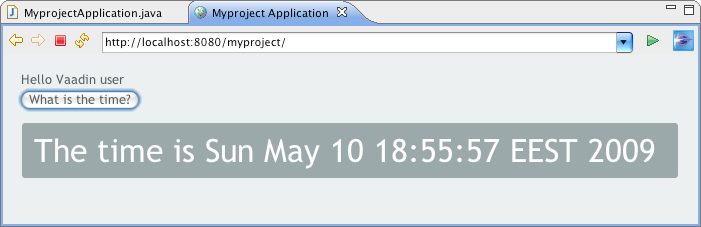 MyprojectApplication.java
Myproject Application
http://localhost:8080/myproject/
Hello Vaadin user
What is the time?
The time is Sun May 10 18:55:57 EEST 2009